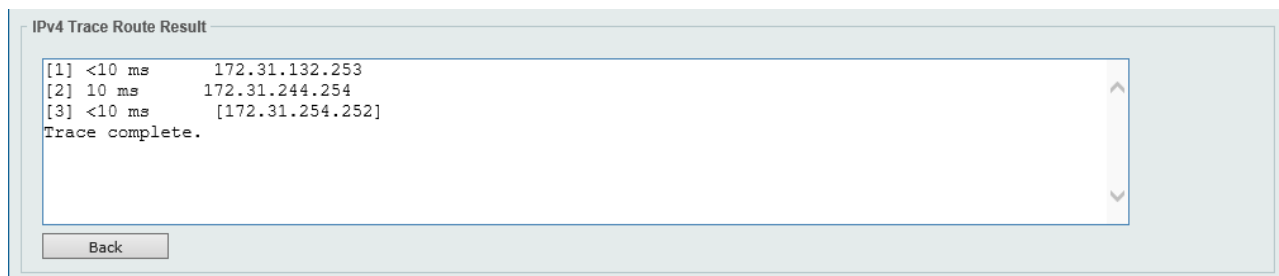 IPv4 Trace Route Result
[1] <10 ms 172.31.132.253
[2] 10 ms 172.31.244.254
[3] <10 ms [172.31.254.252]
Trace complete.
Back